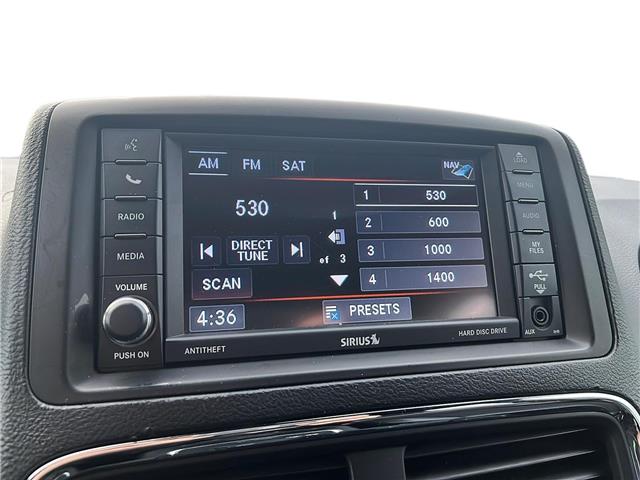 AM FM SAT NAV
530
DIRECT TUNE
SCAN
4:36
1
of 3
1 530
2 600
3 1000
4 1400
PRESETS
RADIO
MEDIA
VOLUME
PUSH ON
ANTITHEFT
SIRIUS
HARD DISC DRIVE
LOAD
MENU
AUDIO
MY
FILES
PULL
AUX